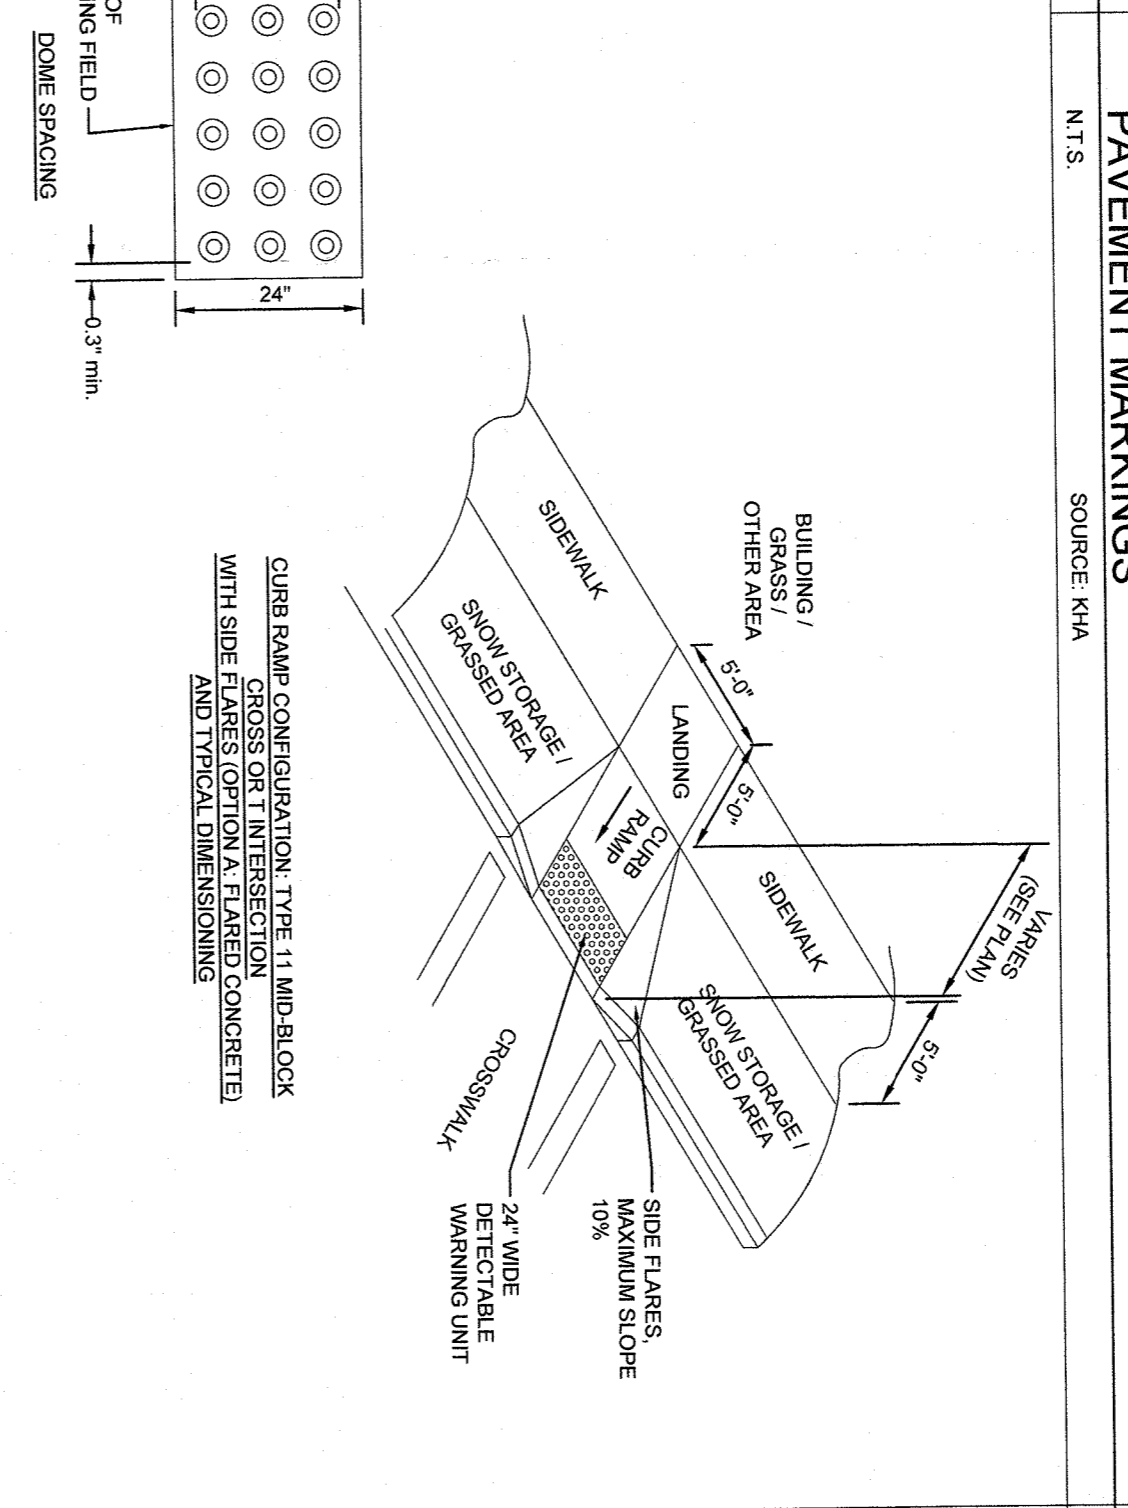 PAVEMENT MARKINGS
N.T.S.
SOURCE: KHA
OF
ING FIELD
DOME SPACING
24"
0.3" min.
BUILDING /
GRASS /
OTHER AREA
5'-0"
5'-0"
VARIES
(SEE PLAN)
5'-0"
SIDEWALK
LANDING
SIDEWALK
SNOW STORAGE /
GRASSED AREA
CURB
RAMP
SNOW STORAGE /
GRASSED AREA
CROSSWALK
SIDE FLARES,
MAXIMUM SLOPE
10%
24" WIDE
DETECTABLE
WARNING UNIT
CURB RAMP CONFIGURATION: TYPE 11 MID-BLOCK
CROSS OR T INTERSECTION
WITH SIDE FLARES (OPTION A: FLARED CONCRETE)
AND TYPICAL DIMENSIONING